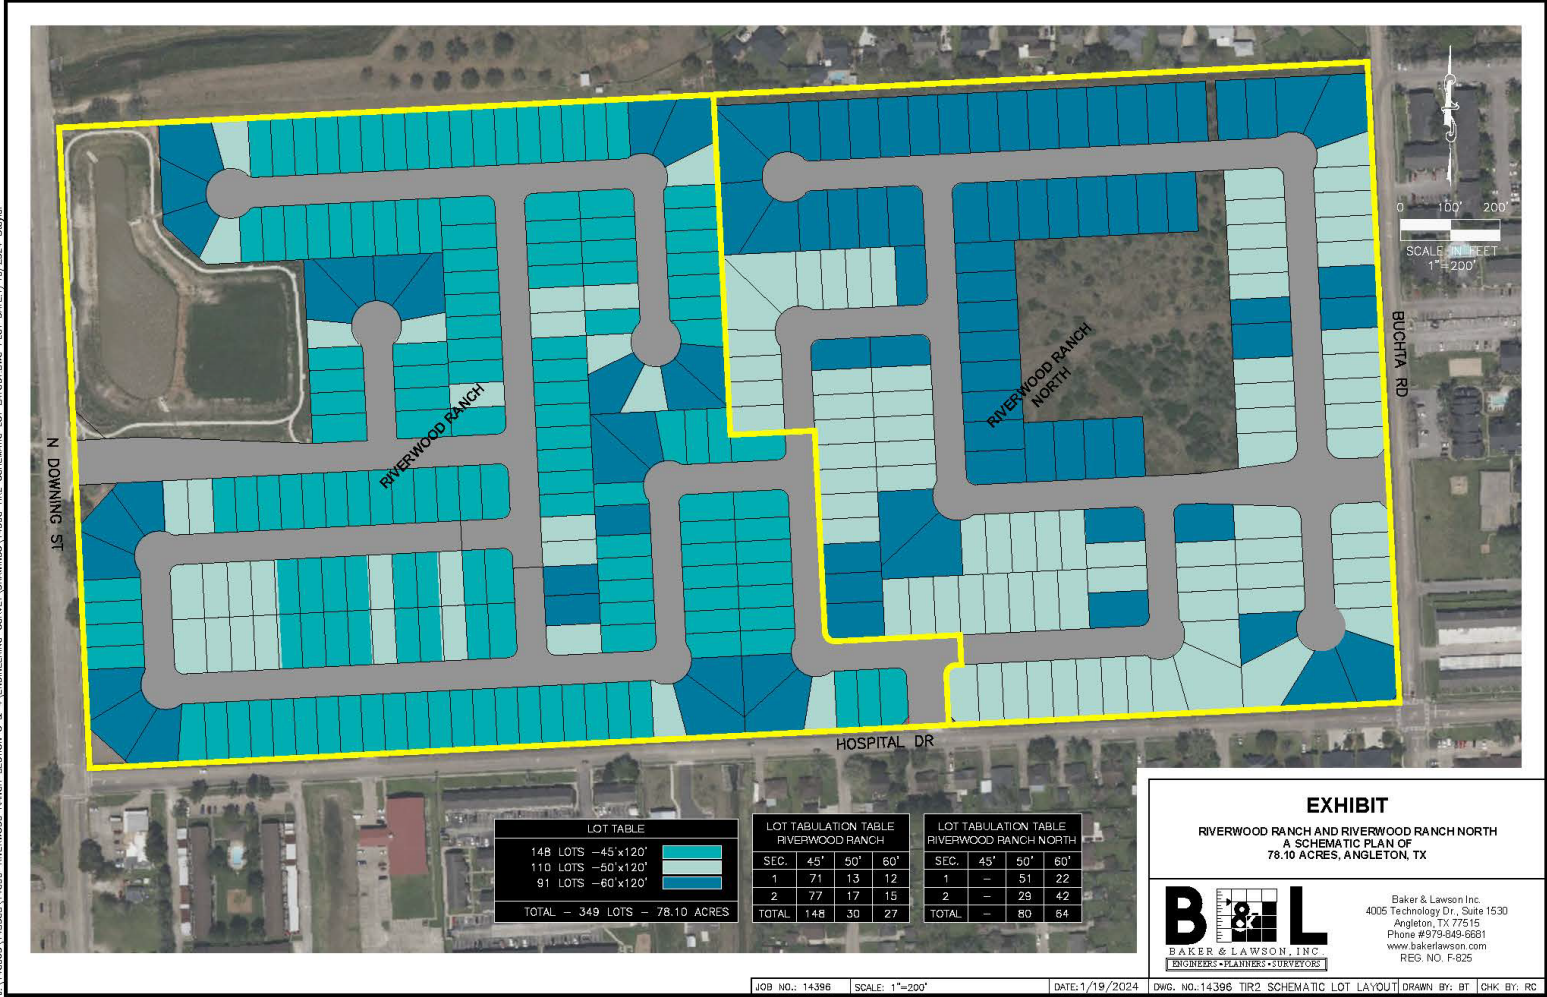 0 100' 200'
SCALE IN FEET
1"=200'
BUCHTA RD
N DOWNING ST
RIVERWOOD RANCH
RIVERWOOD RANCH
NORTH
HOSPITAL DR
LOT TABLE
148 LOTS -45'x120'
110 LOTS -50'x120'
91 LOTS -60'x120'
TOTAL - 349 LOTS - 78.10 ACRES
LOT TABULATION TABLE
RIVERWOOD RANCH
SEC. 45' 50' 60'
1 71 13 12
2 77 17 15
TOTAL 148 30 27
LOT TABULATION TABLE
RIVERWOOD RANCH NORTH
SEC. 45' 50' 60'
1 - 51 22
2 - 29 42
TOTAL - 80 64
EXHIBIT
RIVERWOOD RANCH AND RIVERWOOD RANCH NORTH
A SCHEMATIC PLAN OF
78.10 ACRES, ANGLETON, TX
B&L
BAKER & LAWSON, INC.
ENGINEERS • PLANNERS • SURVEYORS
Baker & Lawson Inc.
4005 Technology Dr., Suite 1530
Angleton, TX 77515
Phone #979-849-6681
www.bakerlawson.com
REG. NO. F-825
JOB NO.: 14396 SCALE: 1"=200' DATE: 1/19/2024 DWG. NO.: 14396 TIR2 SCHEMATIC LOT LAYOUT DRAWN BY: BT CHK BY: RC